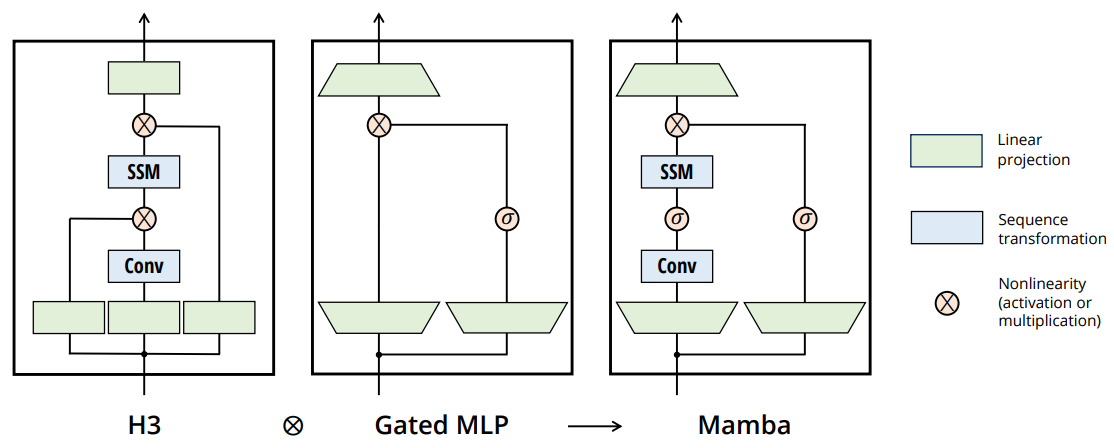 SSM
Conv
σ
SSM
σ
σ
Conv
Linear
projection
Sequence
transformation
Nonlinearity
(activation or
multiplication)
H3 ⊗ Gated MLP → Mamba